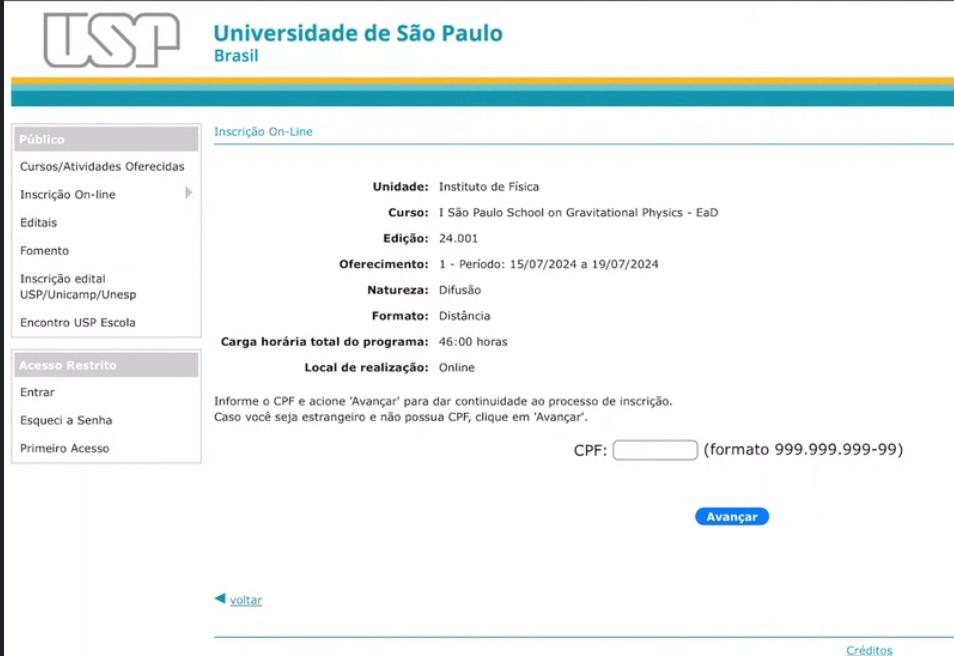 USP
Universidade de São Paulo
Brasil
Público
Cursos/Atividades Oferecidas
Inscrição On-line
Editais
Fomento
Inscrição edital
USP/Unicamp/Unesp
Encontro USP Escola
Acesso Restrito
Entrar
Esqueci a Senha
Primeiro Acesso
Inscrição On-Line
Unidade: Instituto de Física
Curso: I São Paulo School on Gravitational Physics - EaD
Edição: 24.001
Oferecimento: 1 - Período: 15/07/2024 a 19/07/2024
Natureza: Difusão
Formato: Distância
Carga horária total do programa: 46:00 horas
Local de realização: Online
Informe o CPF e acione 'Avançar' para dar continuidade ao processo de inscrição.
Caso você seja estrangeiro e não possua CPF, clique em 'Avançar'.
CPF: (formato 999.999.999-99)
Avançar
voltar
Créditos